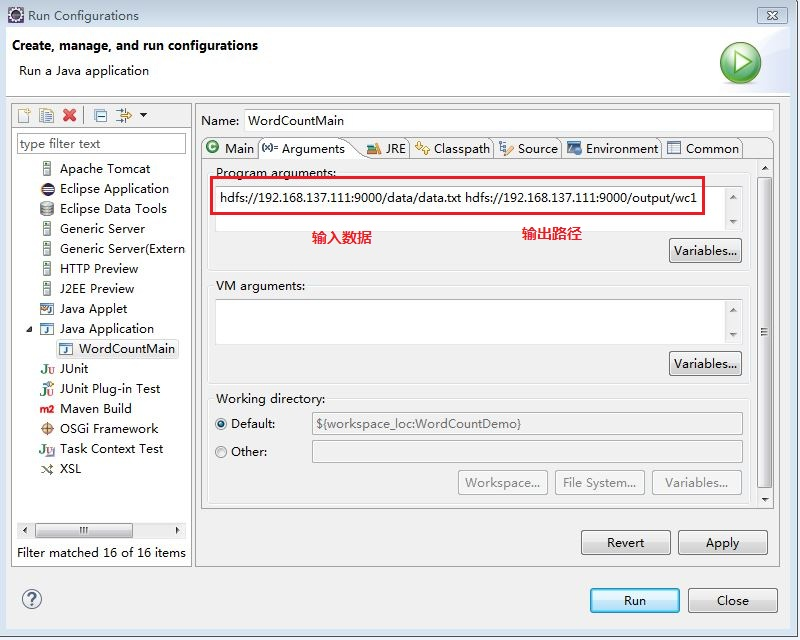 Run Configurations
Create, manage, and run configurations
Run a Java application
type filter text
Apache Tomcat
Eclipse Application
Eclipse Data Tools
Generic Server
Generic Server(Extern
HTTP Preview
J2EE Preview
Java Applet
Java Application
WordCountMain
JUnit
JUnit Plug-in Test
Maven Build
OSGi Framework
Task Context Test
XSL
Filter matched 16 of 16 items
Name: WordCountMain
Main (x)= Arguments JRE Classpath Source Environment Common
Program arguments:
hdfs://192.168.137.111:9000/data/data.txt hdfs://192.168.137.111:9000/output/wc1
输入数据 输出路径
Variables...
VM arguments:
Variables...
Working directory:
Default: ${workspace_loc:WordCountDemo}
Other:
Workspace... File System... Variables...
Revert Apply
Run Close